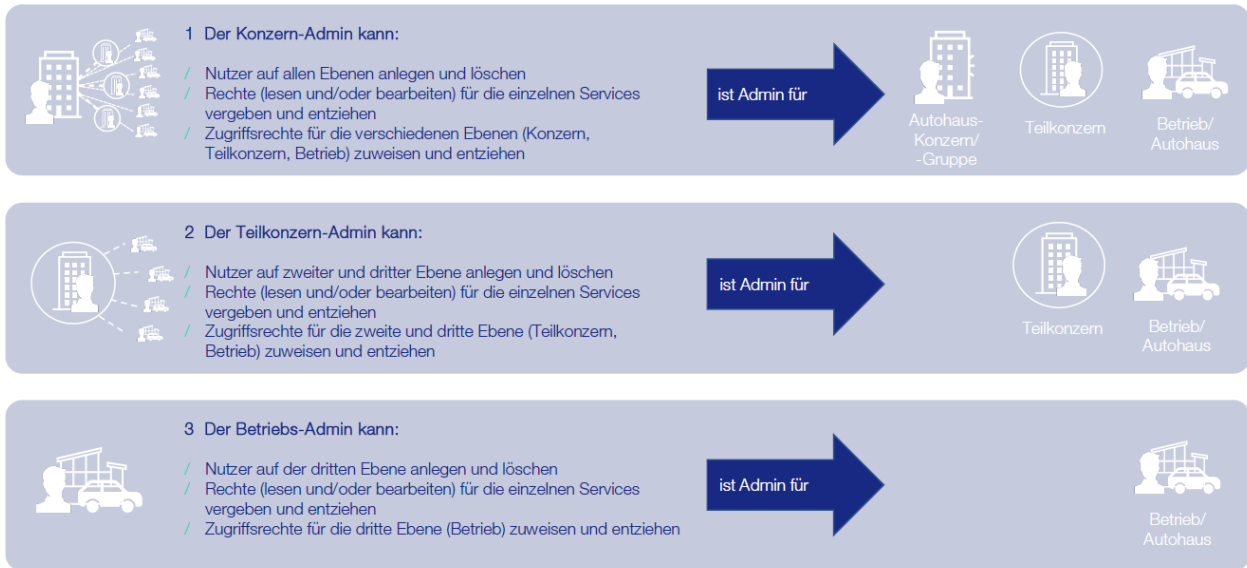 1 Der Konzern-Admin kann:
/ Nutzer auf allen Ebenen anlegen und löschen
/ Rechte (lesen und/oder bearbeiten) für die einzelnen Services
vergeben und entziehen
/ Zugriffsrechte für die verschiedenen Ebenen (Konzern,
Teilkonzern, Betrieb) zuweisen und entziehen
ist Admin für
Autohaus-
Konzern/
-Gruppe
Teilkonzern
Betrieb/
Autohaus
2 Der Teilkonzern-Admin kann:
/ Nutzer auf zweiter und dritter Ebene anlegen und löschen
/ Rechte (lesen und/oder bearbeiten) für die einzelnen Services
vergeben und entziehen
/ Zugriffsrechte für die zweite und dritte Ebene (Teilkonzern,
Betrieb) zuweisen und entziehen
ist Admin für
Teilkonzern
Betrieb/
Autohaus
3 Der Betriebs-Admin kann:
/ Nutzer auf der dritten Ebene anlegen und löschen
/ Rechte (lesen und/oder bearbeiten) für die einzelnen Services
vergeben und entziehen
/ Zugriffsrechte für die dritte Ebene (Betrieb) zuweisen und entziehen
ist Admin für
Betrieb/
Autohaus